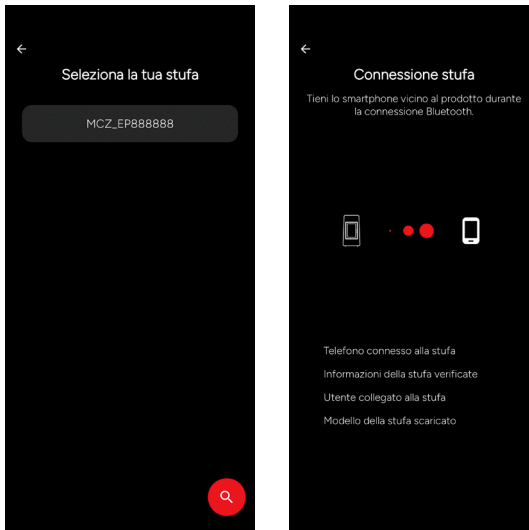 Seleziona la tua stufa
MCZ_EP888888
Connessione stufa
Tieni lo smartphone vicino al prodotto durante
la connessione Bluetooth.
Telefono connesso alla stufa
Informazioni della stufa verificate
Utente collegato alla stufa
Modello della stufa scaricato